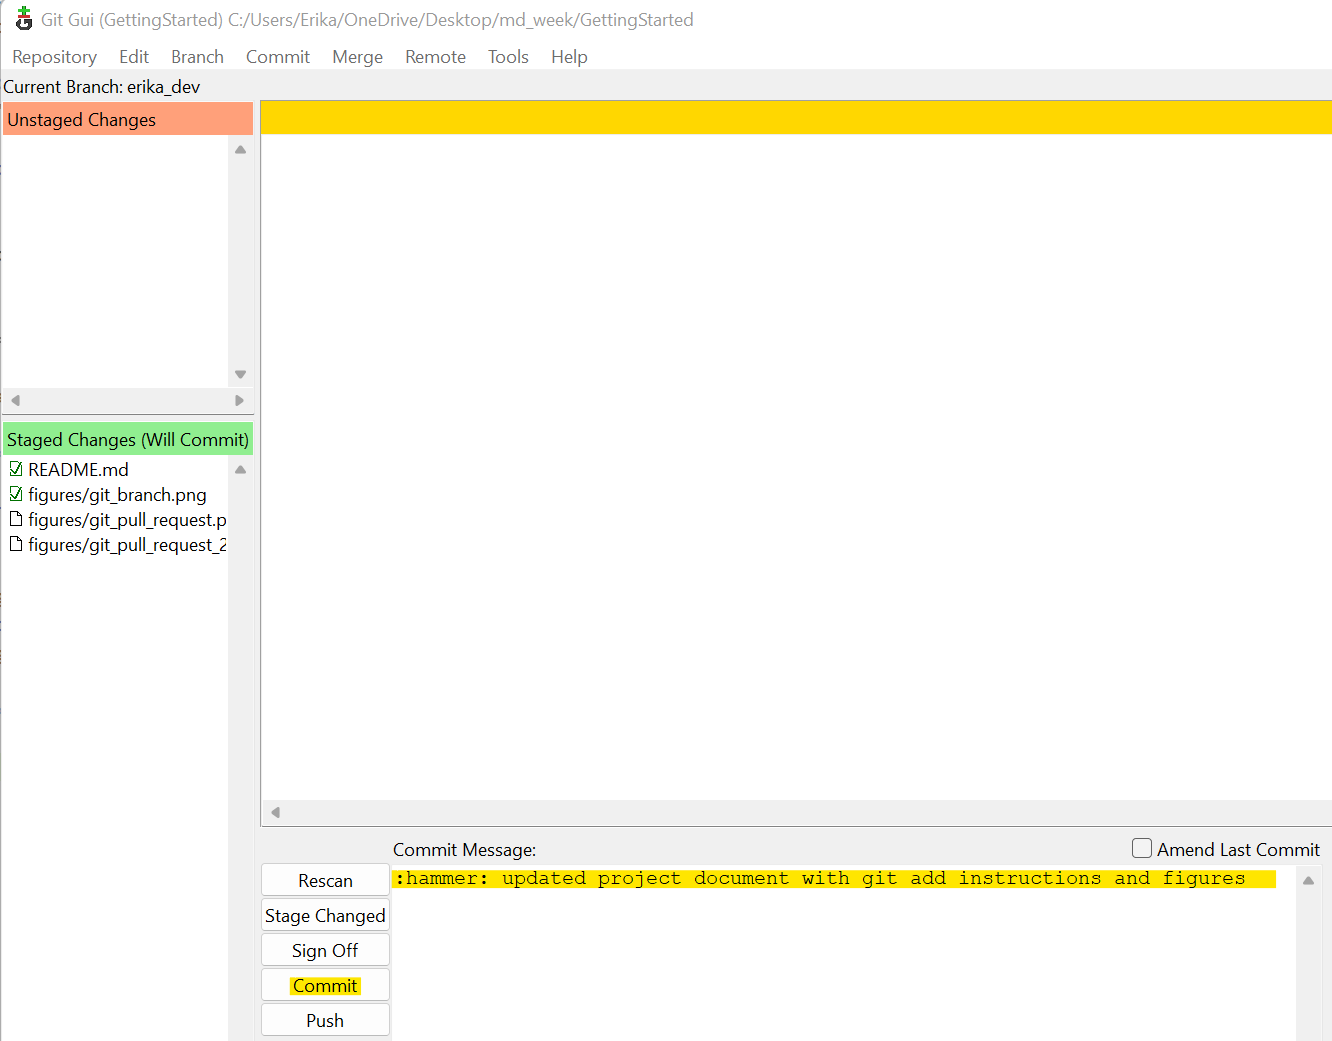 Git Gui (GettingStarted) C:/Users/Erika/OneDrive/Desktop/md_week/GettingStarted
Repository Edit Branch Commit Merge Remote Tools Help
Current Branch: erika_dev
Unstaged Changes
Staged Changes (Will Commit)
README.md
figures/git_branch.png
figures/git_pull_request.p
figures/git_pull_request_2
Commit Message:
Amend Last Commit
:hammer: updated project document with git add instructions and figures
Rescan
Stage Changed
Sign Off
Commit
Push